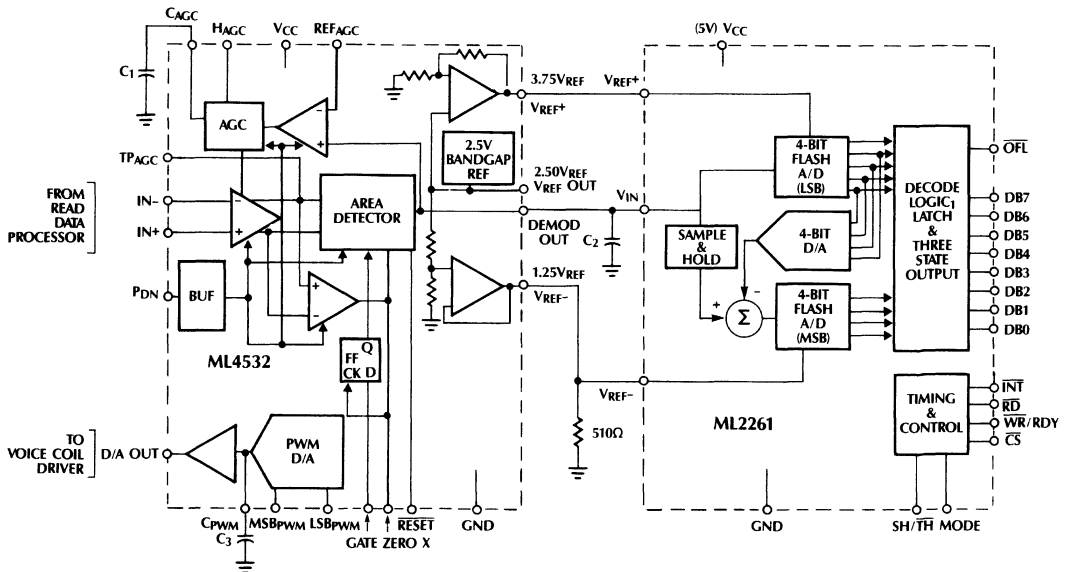 CAGC
HAGC
VCC
REFAGC
(5V) VCC
C1
AGC
-
+
3.75VREF
VREF+
VREF+
TPAGC
2.5V
BANDGAP
REF
2.50VREF
VREF OUT
4-BIT
FLASH
A/D
(LSB)
OFL
FROM
READ
DATA
PROCESSOR
IN-
IN+
-
+
AREA
DETECTOR
DEMOD
OUT
VIN
C2
SAMPLE
&
HOLD
4-BIT
D/A
DECODE
LOGIC1
LATCH
&
THREE
STATE
OUTPUT
DB7
DB6
DB5
DB4
DB3
DB2
DB1
DB0
PDN
BUF
+
-
1.25VREF
VREF-
-
+
Σ
4-BIT
FLASH
A/D
(MSB)
ML4532
Q
FF
CK D
VREF-
510Ω
ML2261
TIMING
&
CONTROL
INT
RD
WR/RDY
CS
TO
VOICE COIL
DRIVER
D/A OUT
PWM
D/A
CPWM
MSBPWM
LSBPWM
RESET
GND
GATE ZERO X
C3
GND
SH/TH MODE